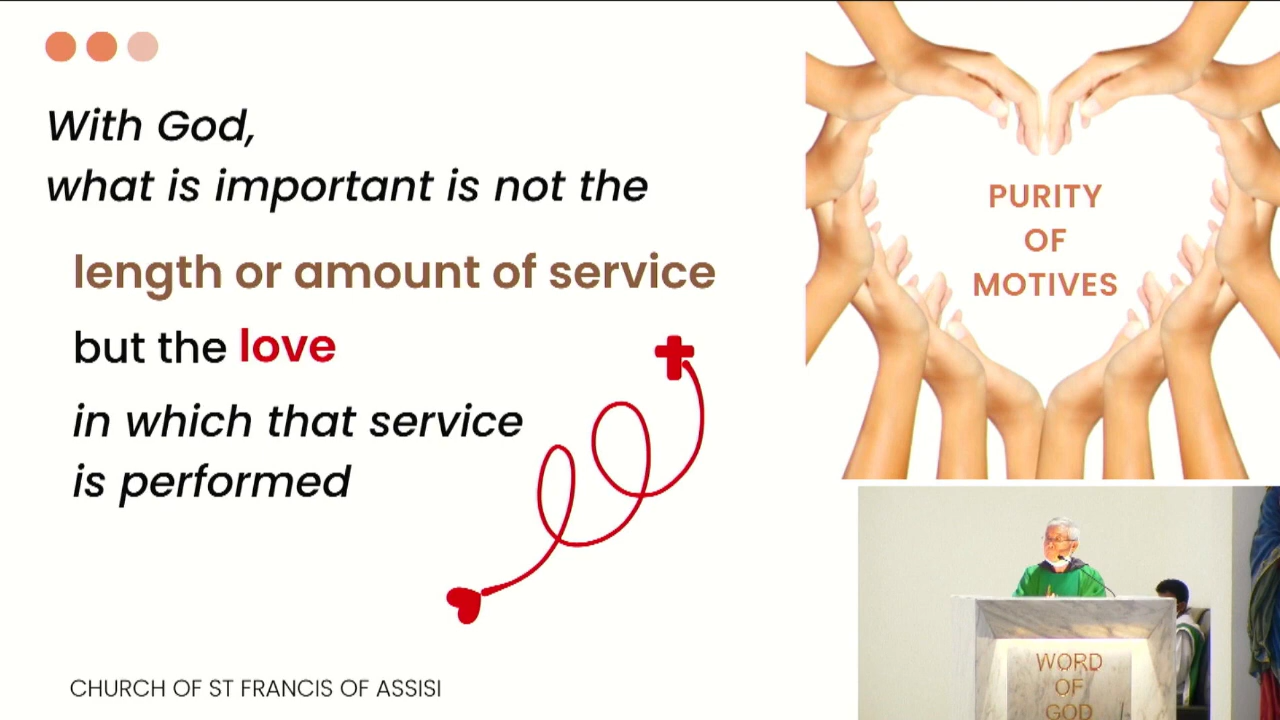 With God,
what is important is not the
length or amount of service
but the love
in which that service
is performed
CHURCH OF ST FRANCIS OF ASSISI
PURITY
OF
MOTIVES
WORD
OF
GOD